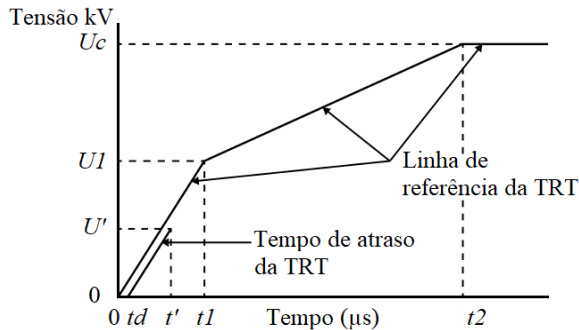 Tensão kV
Uc
U1
Linha de
referência da TRT
U'
Tempo de atraso
da TRT
0
0 td t' t1 Tempo (µs) t2